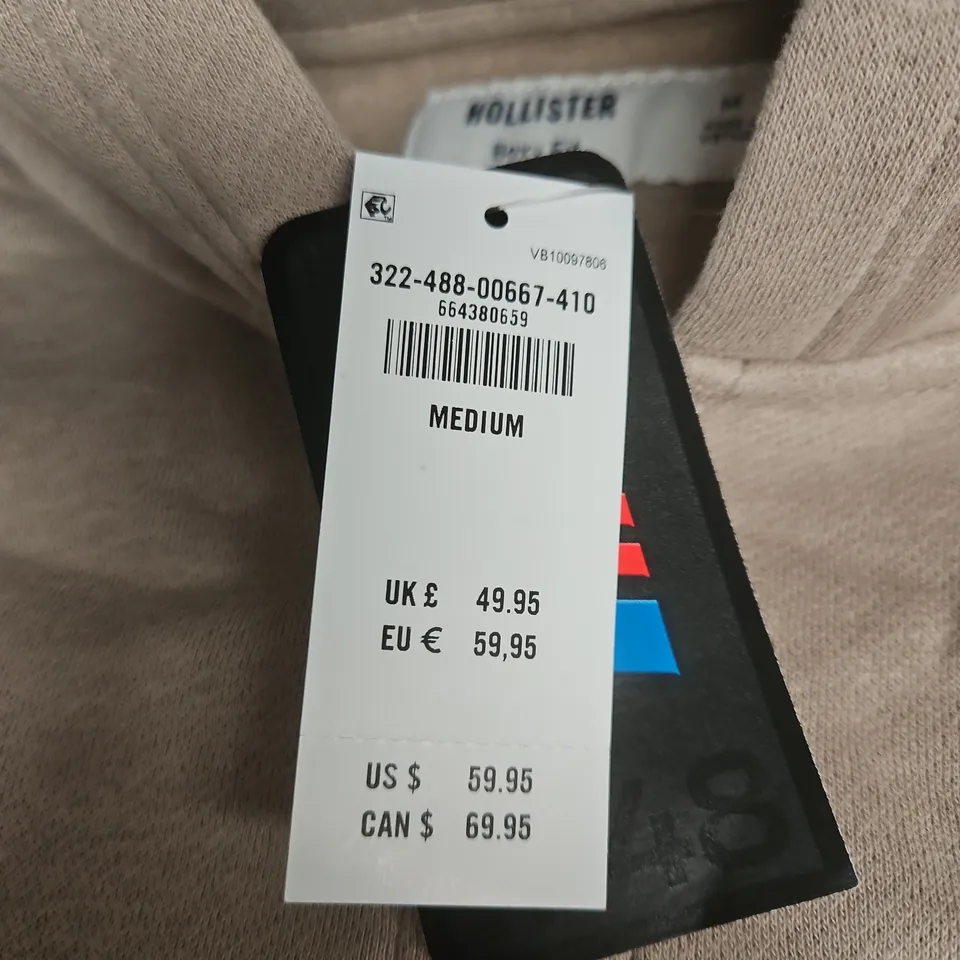 HOLLISTER
M
VB10097806
322-488-00667-410
664380659
MEDIUM
UK £ 49.95
EU € 59,95
US $ 59.95
CAN $ 69.95
48